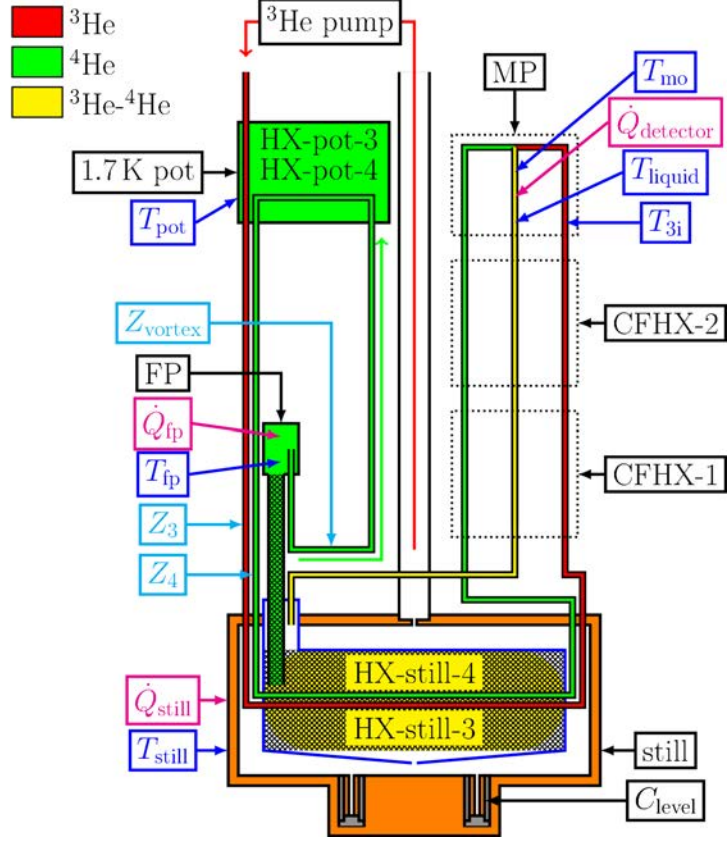 ³He
⁴He
³He-⁴He
³He pump
MP
T_mo
Q̇_detector
T_liquid
T_3i
HX-pot-3
HX-pot-4
1.7 K pot
T_pot
Z_vortex
CFHX-2
FP
Q̇_fp
T_fp
CFHX-1
Z_3
Z_4
HX-still-4
HX-still-3
Q̇_still
T_still
still
C_level